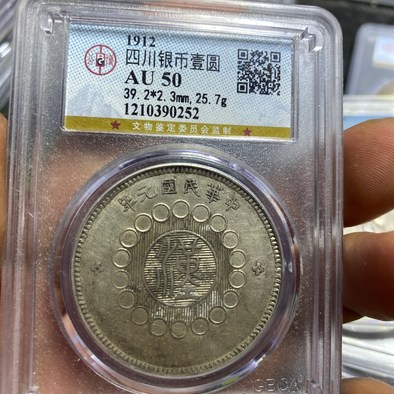 1912
四川银币壹圆
AU 50
39.2*2.3mm,25.7g
1210390252
★ 文物鉴定委员会监制 ★
年元國民華中
漢